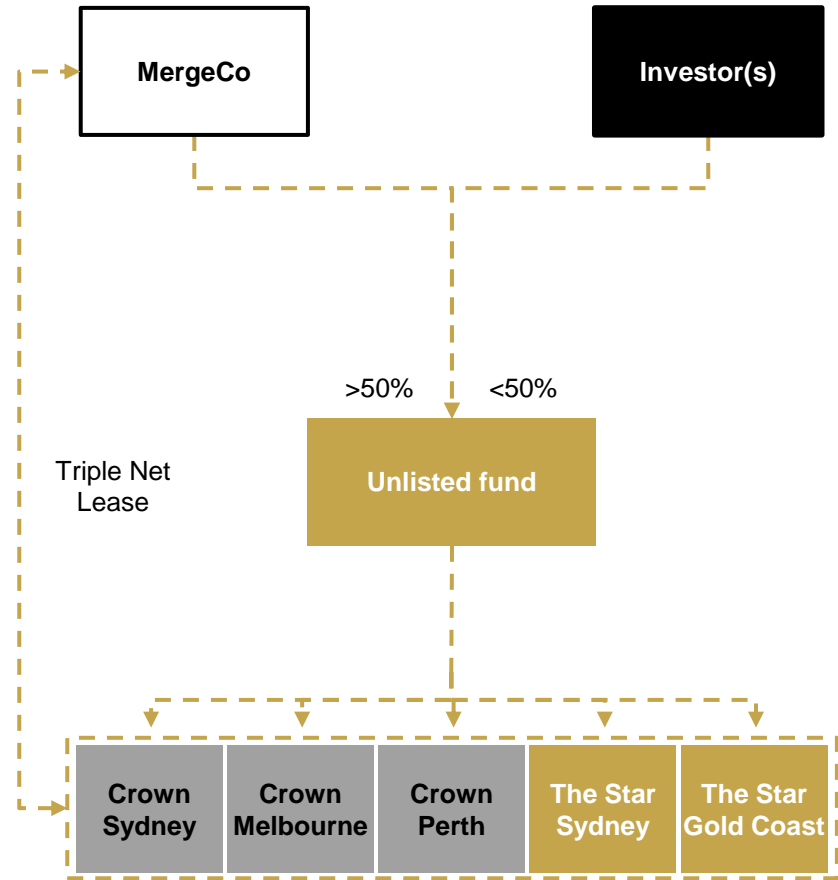 MergeCo
Investor(s)
>50%
<50%
Unlisted fund
Triple Net
Lease
Crown
Sydney
Crown
Melbourne
Crown
Perth
The Star
Sydney
The Star
Gold Coast